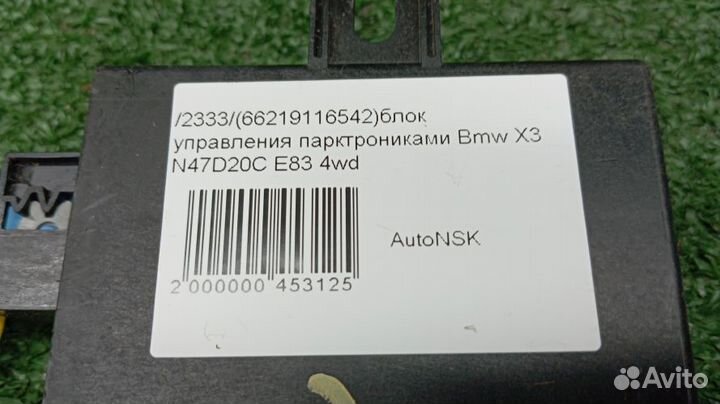 /2333/(66219116542)блок
управления парктрониками Bmw X3
N47D20C E83 4wd
AutoNSK
2 000000 453125
Avito